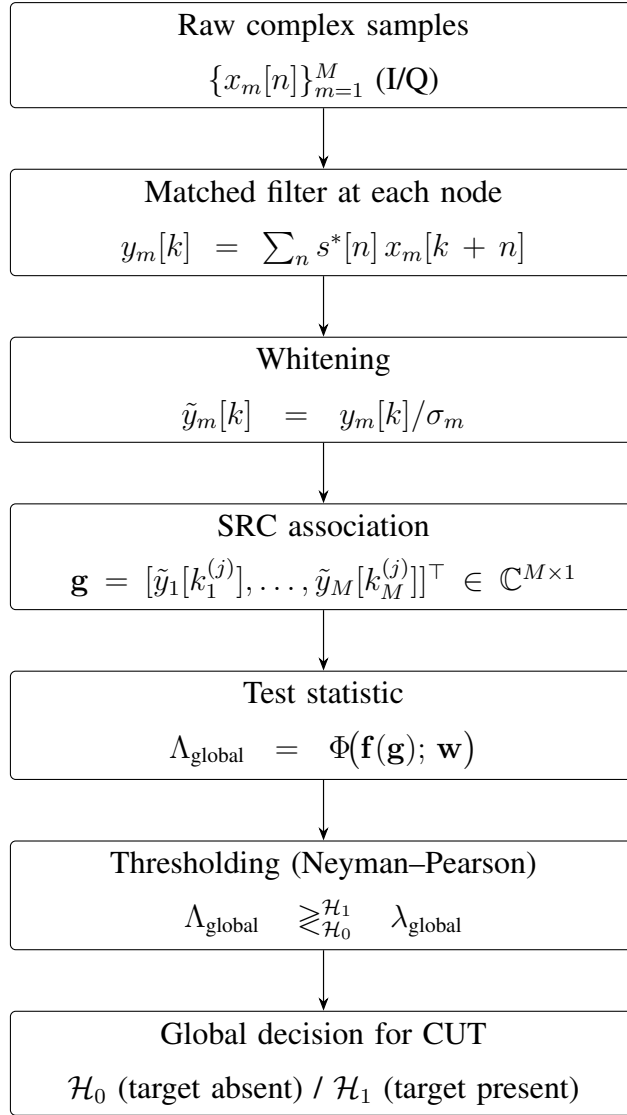 Raw complex samples
{x_m[n]}_{m=1}^M (I/Q)
Matched filter at each node
y_m[k] = ∑_n s*[n] x_m[k + n]
Whitening
ỹ_m[k] = y_m[k]/σ_m
SRC association
g = [ỹ_1[k_1^{(j)}], . . . , ỹ_M[k_M^{(j)}]]^⊤ ∈ ℂ^{M×1}
Test statistic
Λ_global = Φ(f(g); w)
Thresholding (Neyman–Pearson)
Λ_global ≷_{ℋ_0}^{ℋ_1} λ_global
Global decision for CUT
ℋ_0 (target absent) / ℋ_1 (target present)